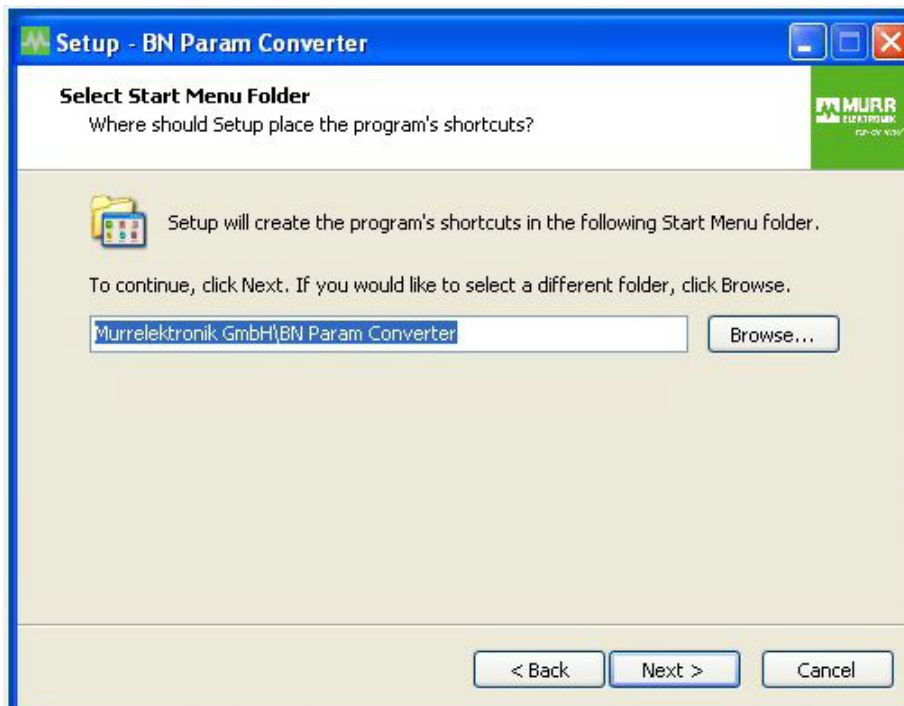 Setup - BN Param Converter
Select Start Menu Folder
Where should Setup place the program's shortcuts?
MURR
ELEKTRONIK
Setup will create the program's shortcuts in the following Start Menu folder.
To continue, click Next. If you would like to select a different folder, click Browse.
Murrelektronik GmbH\BN Param Converter
Browse...
< Back
Next >
Cancel